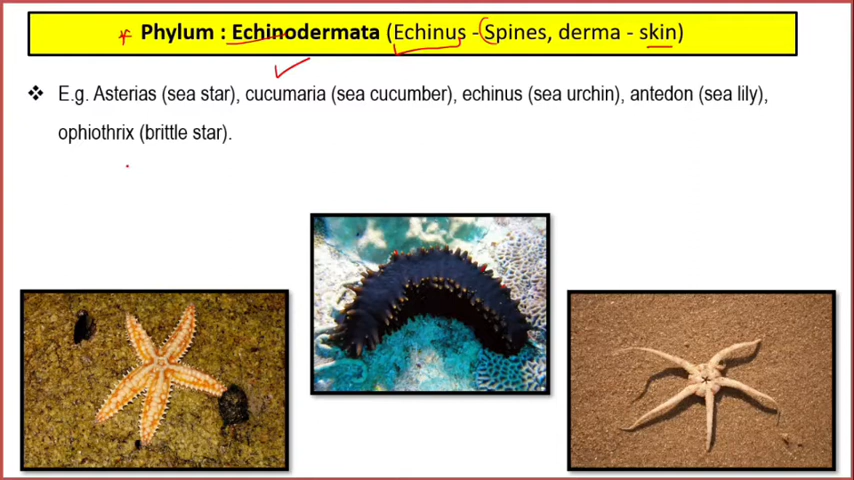 Phylum : Echinodermata (Echinus - Spines, derma - skin)
❖ E.g. Asterias (sea star), cucumaria (sea cucumber), echinus (sea urchin), antedon (sea lily),
ophiothrix (brittle star).